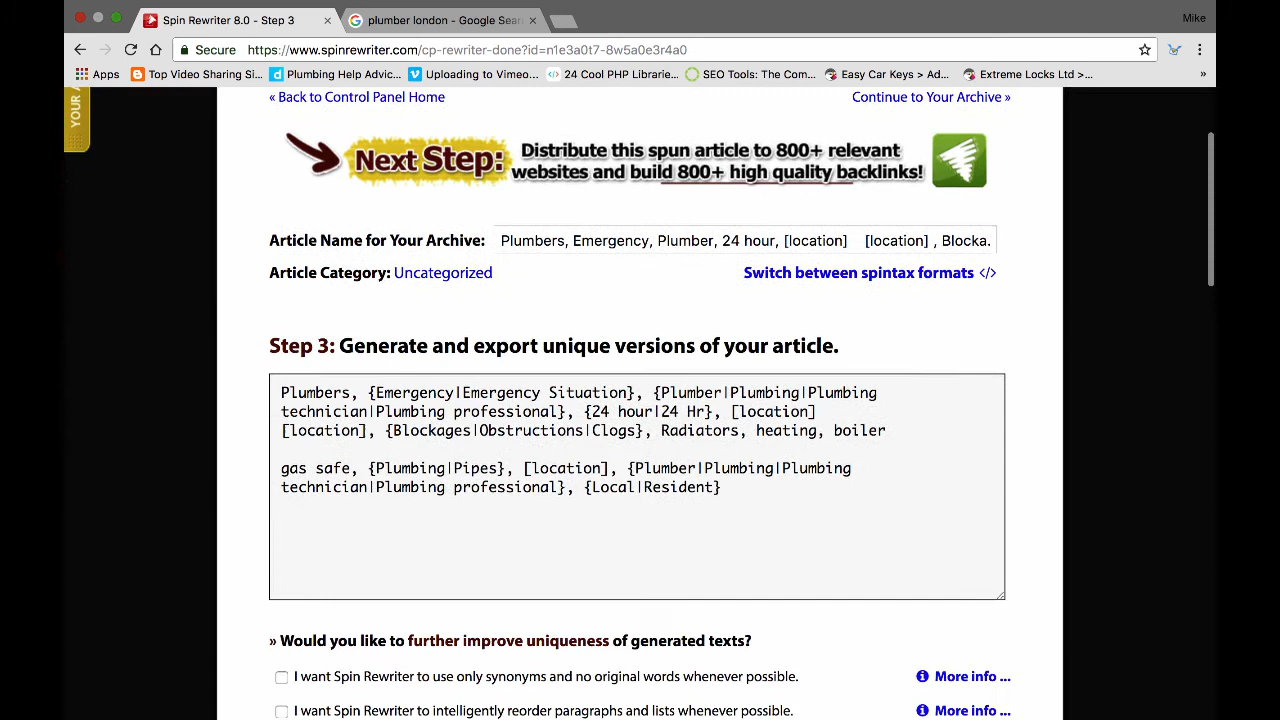 Spin Rewriter 8.0 - Step 3
plumber london - Google Sear
Mike
Secure https://www.spinrewriter.com/cp-rewriter-done?id=n1e3a0t7-8w5a0e3r4a0
Apps Top Video Sharing Si... Plumbing Help Advic... Uploading to Vimeo... 24 Cool PHP Librarie... SEO Tools: The Com... Easy Car Keys > Ad... Extreme Locks Ltd >... »
YOUR
« Back to Control Panel Home Continue to Your Archive »
Next Step: Distribute this spun article to 800+ relevant
websites and build 800+ high quality backlinks!
Article Name for Your Archive: Plumbers, Emergency, Plumber, 24 hour, [location] [location] , Blocka.
Article Category: Uncategorized Switch between spintax formats </>
Step 3: Generate and export unique versions of your article.
Plumbers, {Emergency|Emergency Situation}, {Plumber|Plumbing|Plumbing
technician|Plumbing professional}, {24 hour|24 Hr}, [location]
[location], {Blockages|Obstructions|Clogs}, Radiators, heating, boiler
gas safe, {Plumbing|Pipes}, [location], {Plumber|Plumbing|Plumbing
technician|Plumbing professional}, {Local|Resident}
» Would you like to further improve uniqueness of generated texts?
I want Spin Rewriter to use only synonyms and no original words whenever possible. More info ...
I want Spin Rewriter to intelligently reorder paragraphs and lists whenever possible. More info ...